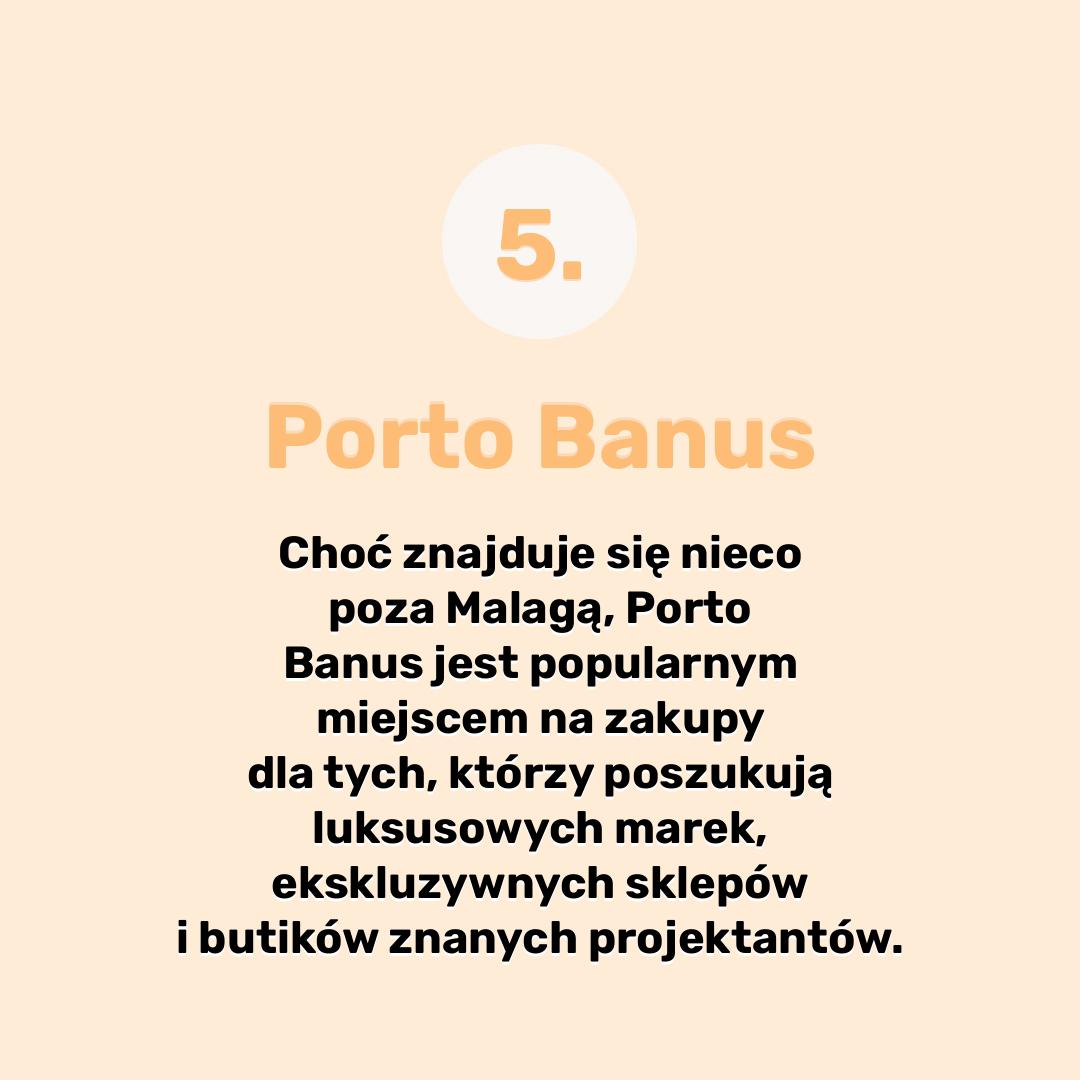 5.
Porto Banus
Choć znajduje się nieco
poza Malagą, Porto
Banus jest popularnym
miejscem na zakupy
dla tych, którzy poszukują
luksusowych marek,
ekskluzywnych sklepów
i butików znanych projektantów.